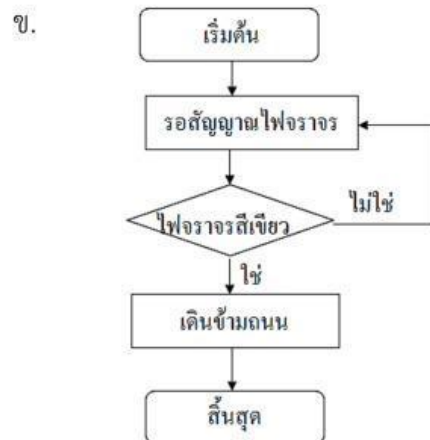 ข.
เริ่มต้น
รอสัญญาณไฟจราจร
ไฟจราจรสีเขียว
ไม่ใช่
ใช่
เดินข้ามถนน
สิ้นสุด